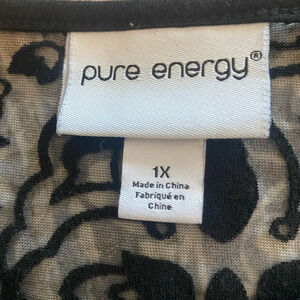 pure energy®
1X
Made in China
Fabriqué en
Chine